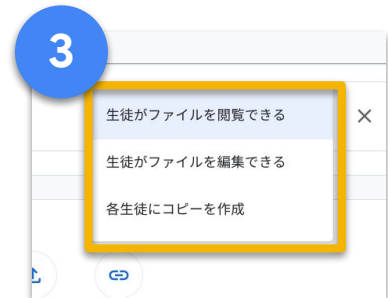 3
生徒がファイルを閲覧できる
生徒がファイルを編集できる
各生徒にコピーを作成